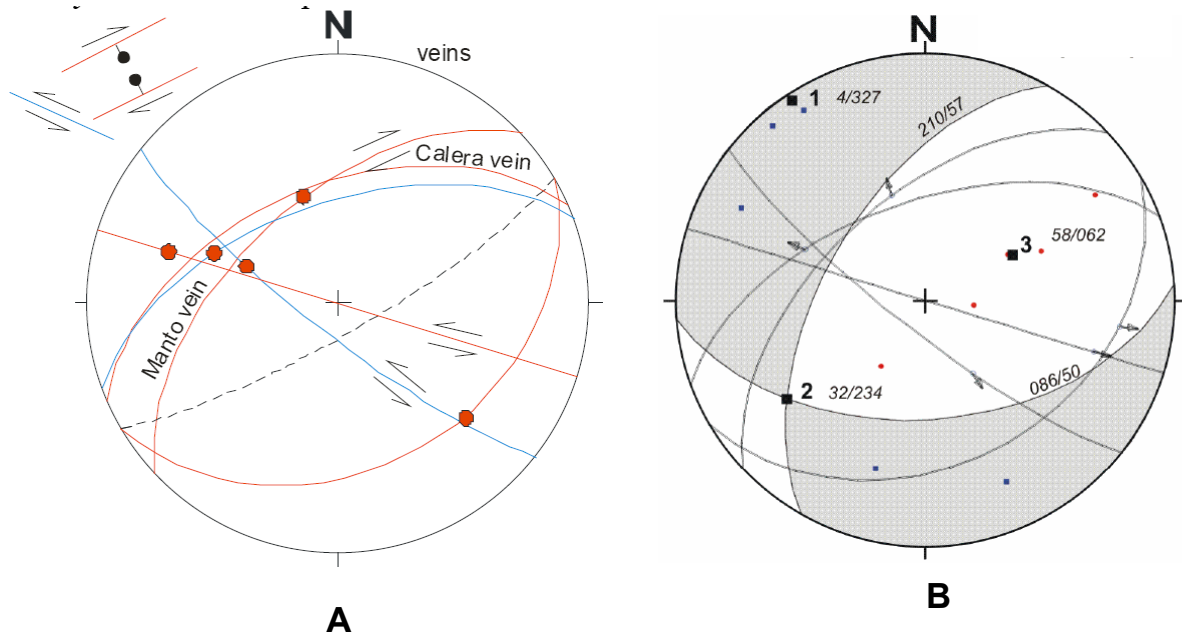 N
veins
Calera vein
Manto vein
A
N
1 4/327
210/57
3 58/062
2 32/234
086/50
B